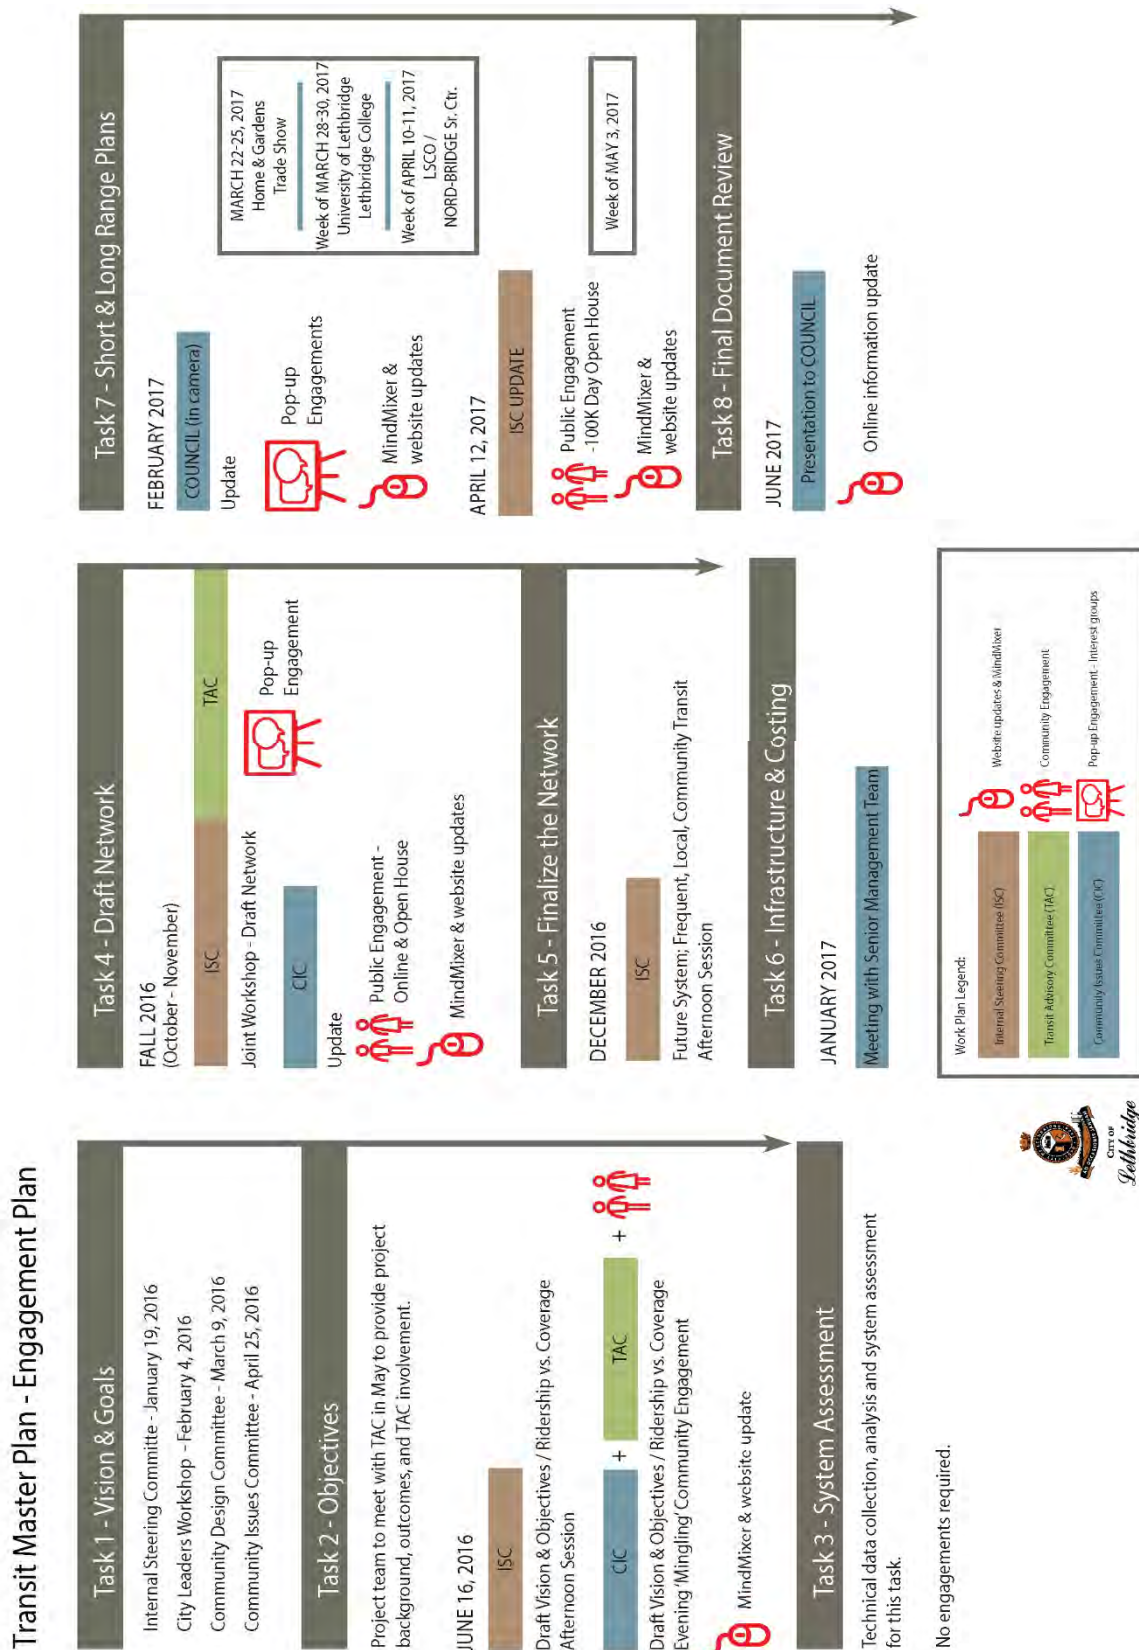 Transit Master Plan - Engagement Plan
Task 1 - Vision & Goals
Internal Steering Committe - January 19, 2016
City Leaders Workshop - February 4, 2016
Community Design Committee - March 9, 2016
Community Issues Committee - April 25, 2016
Task 2 - Objectives
Project team to meet with TAC in May to provide project
background, outcomes, and TAC involvement.
JUNE 16, 2016
ISC
Draft Vision & Objectives / Ridership vs. Coverage
Afternoon Session
CIC + TAC +
Draft Vision & Objectives / Ridership vs. Coverage
Evening 'Mingling' Community Engagement
MindMixer & website update
Task 3 - System Assessment
Technical data collection, analysis and system assessment
for this task.
No engagements required.
Task 4 - Draft Network
FALL 2016
(October - November)
ISC TAC
Joint Workshop - Draft Network
Pop-up
Engagement
CIC
Update
Public Engagement -
Online & Open House
MindMixer & website updates
Task 5 - Finalize the Network
DECEMBER 2016
ISC
Future System; Frequent, Local, Community Transit
Afternoon Session
Task 6 - Infrastructure & Costing
JANUARY 2017
Meeting with Senior Management Team
Task 7 - Short & Long Range Plans
FEBRUARY 2017
COUNCIL (in camera)
Update
Pop-up
Engagements
MARCH 22-25, 2017
Home & Gardens
Trade Show
Week of MARCH 28-30, 2017
University of Lethbridge
Lethbridge College
Week of APRIL 10-11, 2017
LSCO /
NORD-BRIDGE Sr. Ctr.
MindMixer &
website updates
APRIL 12, 2017
ISC UPDATE
Public Engagement
-100K Day Open House
Week of MAY 3, 2017
MindMixer &
website updates
Task 8 - Final Document Review
JUNE 2017
Presentation to COUNCIL
Online information update
Work Plan Legend:
Internal Steering Committee (ISC)
Website updates & MindMixer
Transit Advisory Committee (TAC)
Community Engagement
Community Issues Committee (CIC)
Pop-up Engagement - Interest groups
CITY OF
Lethbridge